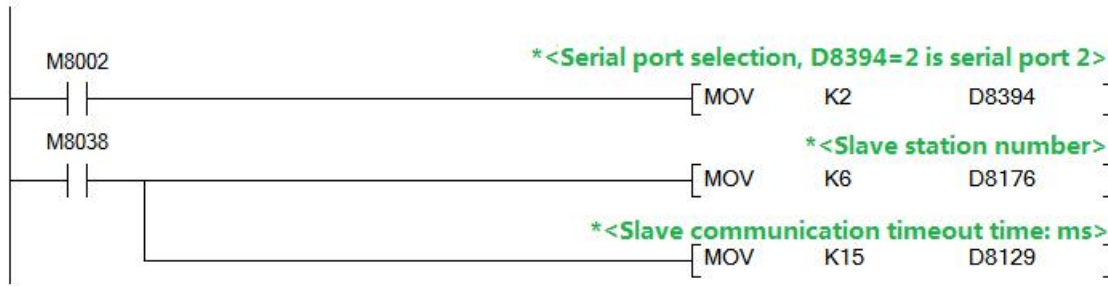 *<Serial port selection, D8394=2 is serial port 2>
M8002
MOV K2 D8394
*<Slave station number>
M8038
MOV K6 D8176
*<Slave communication timeout time: ms>
MOV K15 D8129